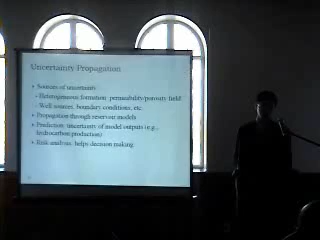 Uncertainty Propagation
• Sources of uncertainty
- Heterogeneous formation: permeability/porosity field
- Well sources, boundary conditions, etc
• Propagation through reservoir models
• Prediction: uncertainty of model outputs (e.g.,
hydrocarbon production)
• Risk analysis, helps decision making